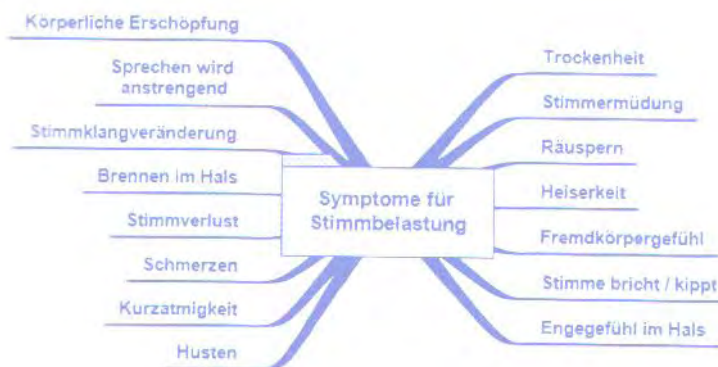 Körperliche Erschöpfung
Sprechen wird
anstrengend
Stimmklangveränderung
Brennen im Hals
Stimmverlust
Schmerzen
Kurzatmigkeit
Husten
Symptome für
Stimmbelastung
Trockenheit
Stimmermüdung
Räuspern
Heiserkeit
Fremdkörpergefühl
Stimme bricht / kippt
Engegefühl im Hals